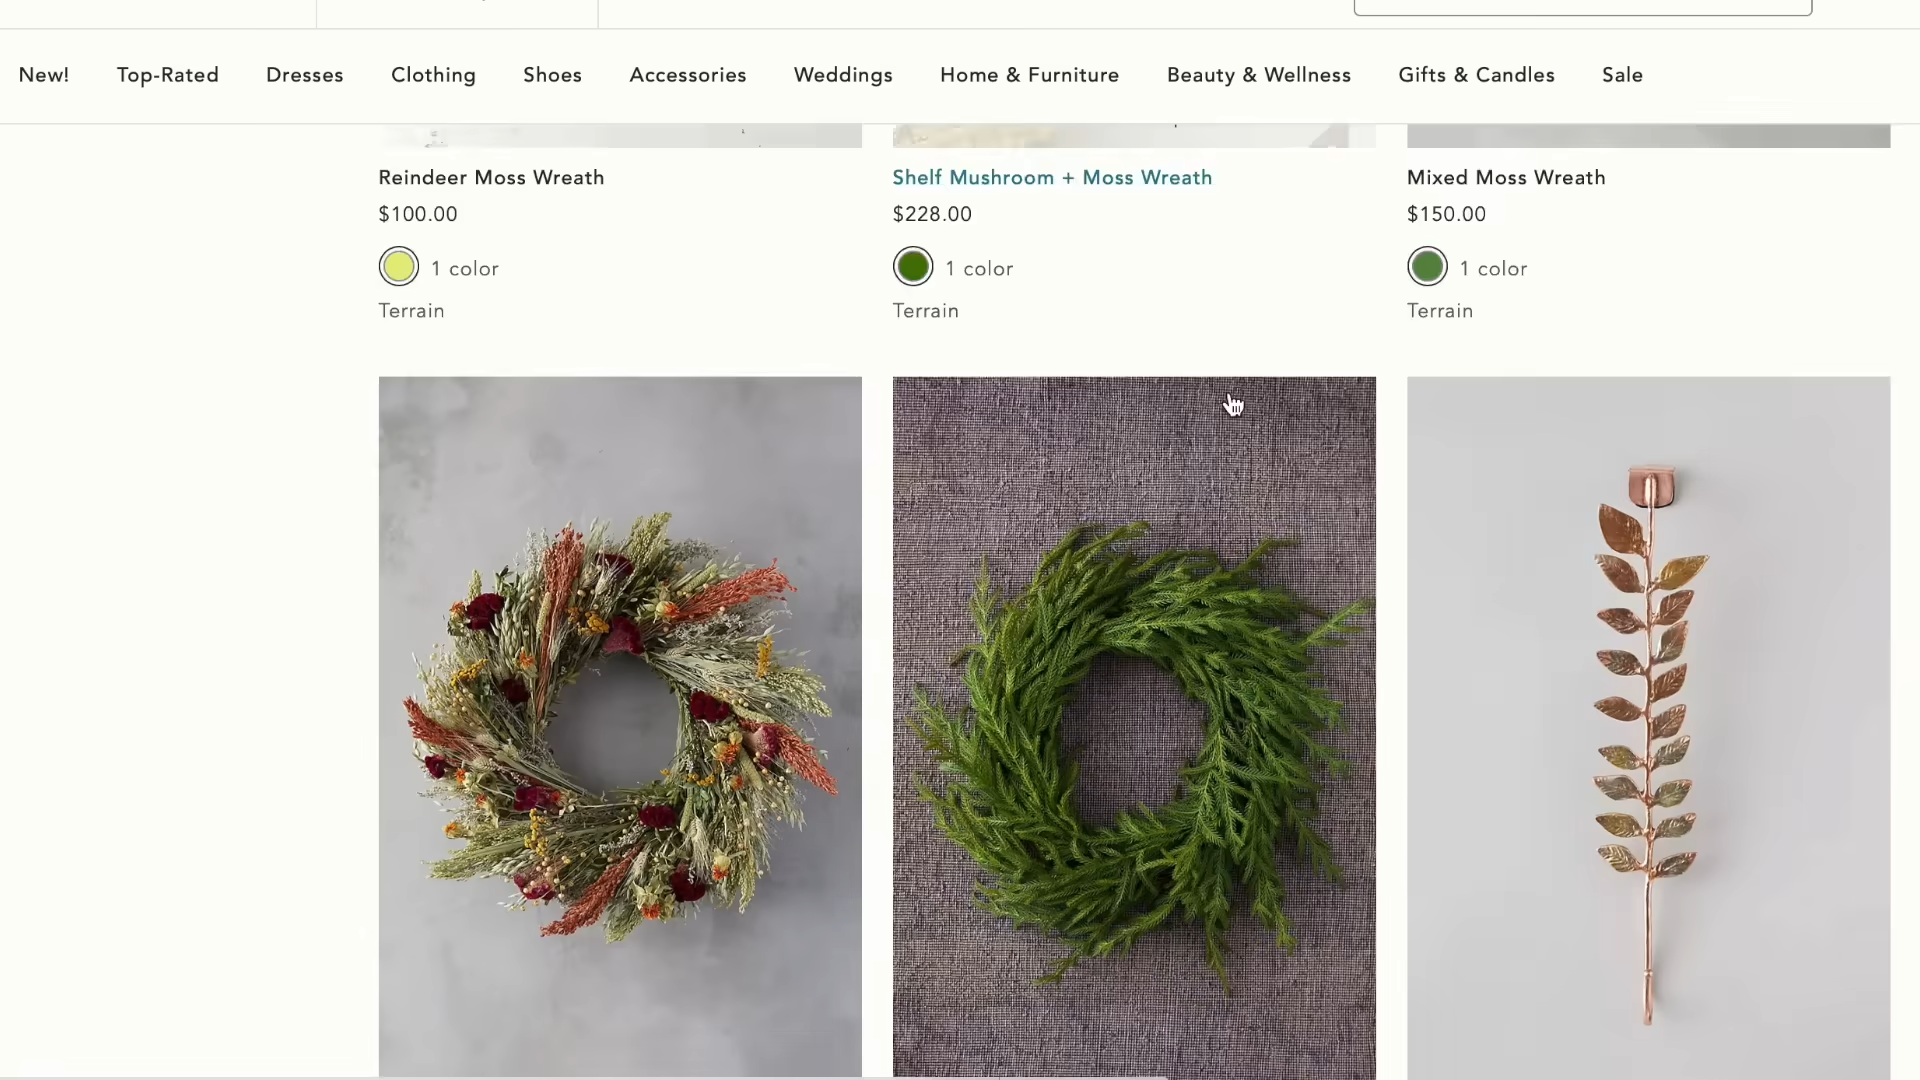 New! Top-Rated Dresses Clothing Shoes Accessories Weddings Home & Furniture Beauty & Wellness Gifts & Candles Sale
Reindeer Moss Wreath
$100.00
1 color
Terrain
Shelf Mushroom + Moss Wreath
$228.00
1 color
Terrain
Mixed Moss Wreath
$150.00
1 color
Terrain